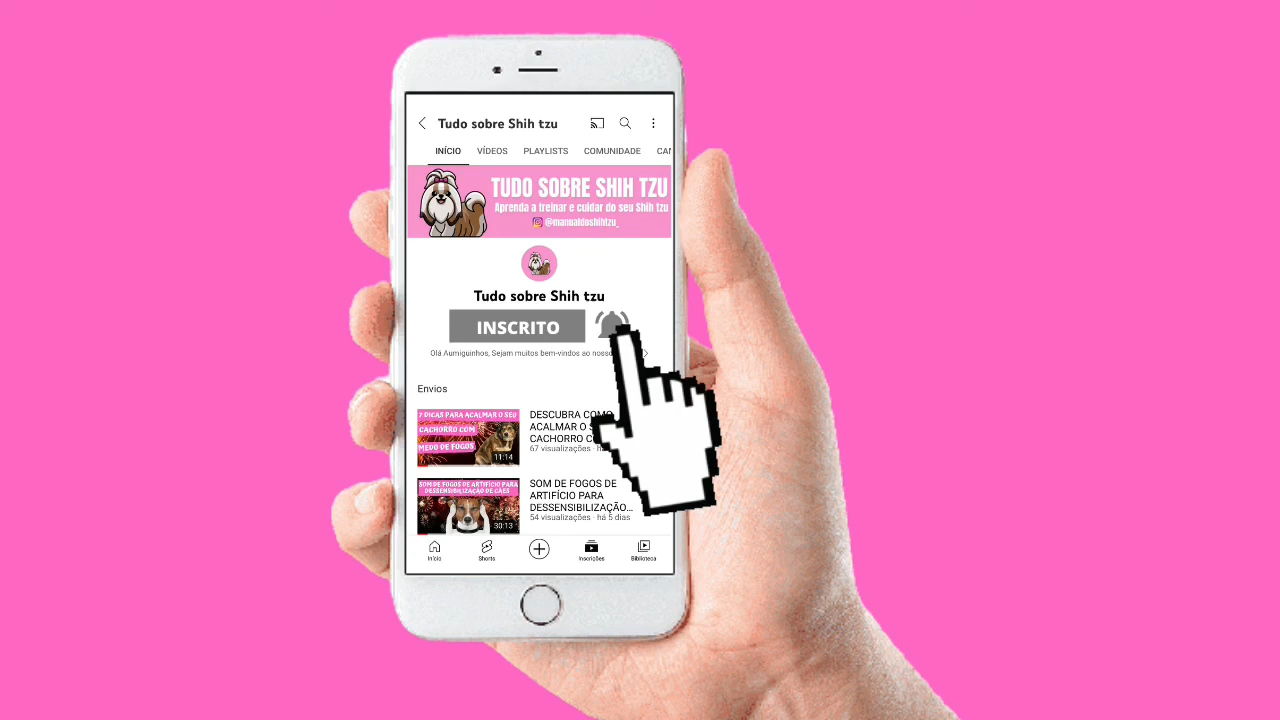 Tudo sobre Shih tzu
INÍCIO VÍDEOS PLAYLISTS COMUNIDADE CAN
TUDO SOBRE SHIH TZU
Aprenda a treinar e cuidar do seu Shih tzu
@manualdoshihtzu_
Tudo sobre Shih tzu
INSCRITO
Olá Aumiguinhos, Sejam muitos bem-vindos ao nosso
Envios
7 DICAS PARA ACALMAR O SEU
CACHORRO COM
MEDO DE FOGOS
11:14
DESCUBRA COMO
ACALMAR O S
CACHORRO CO
67 visualizações · há
SOM DE FOGOS DE ARTIFÍCIO PARA
DESSENSIBILIZAÇÃO DE CÃES
30:13
SOM DE FOGOS DE
ARTIFÍCIO PARA
DESSENSIBILIZAÇÃO...
54 visualizações · há 5 dias
Início Shorts Inscrições Biblioteca